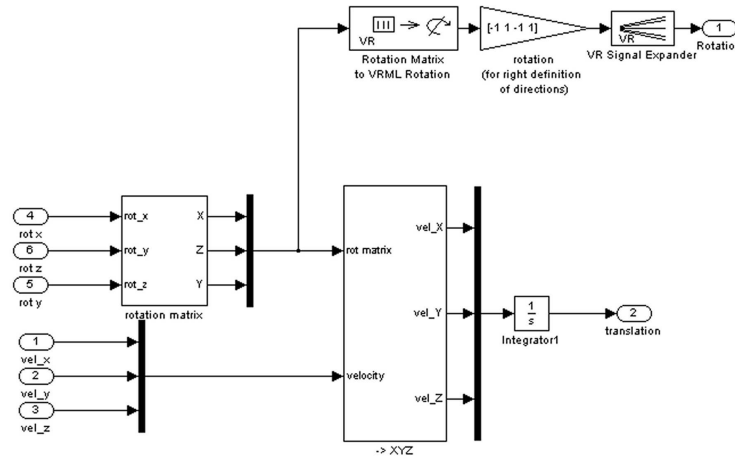 VR
Rotation Matrix
to VRML Rotation
[-1 1 -1 1]
rotation
(for right definition
of directions)
VR
VR Signal Expander
1
Rotation
4
rot x
6
rot z
5
rot y
rot_x
rot_y
rot_z
X
Z
Y
rotation matrix
1
vel_x
2
vel_y
3
vel_z
rot matrix
velocity
vel_X
vel_Y
vel_Z
-> XYZ
1
s
Integrator1
2
translation